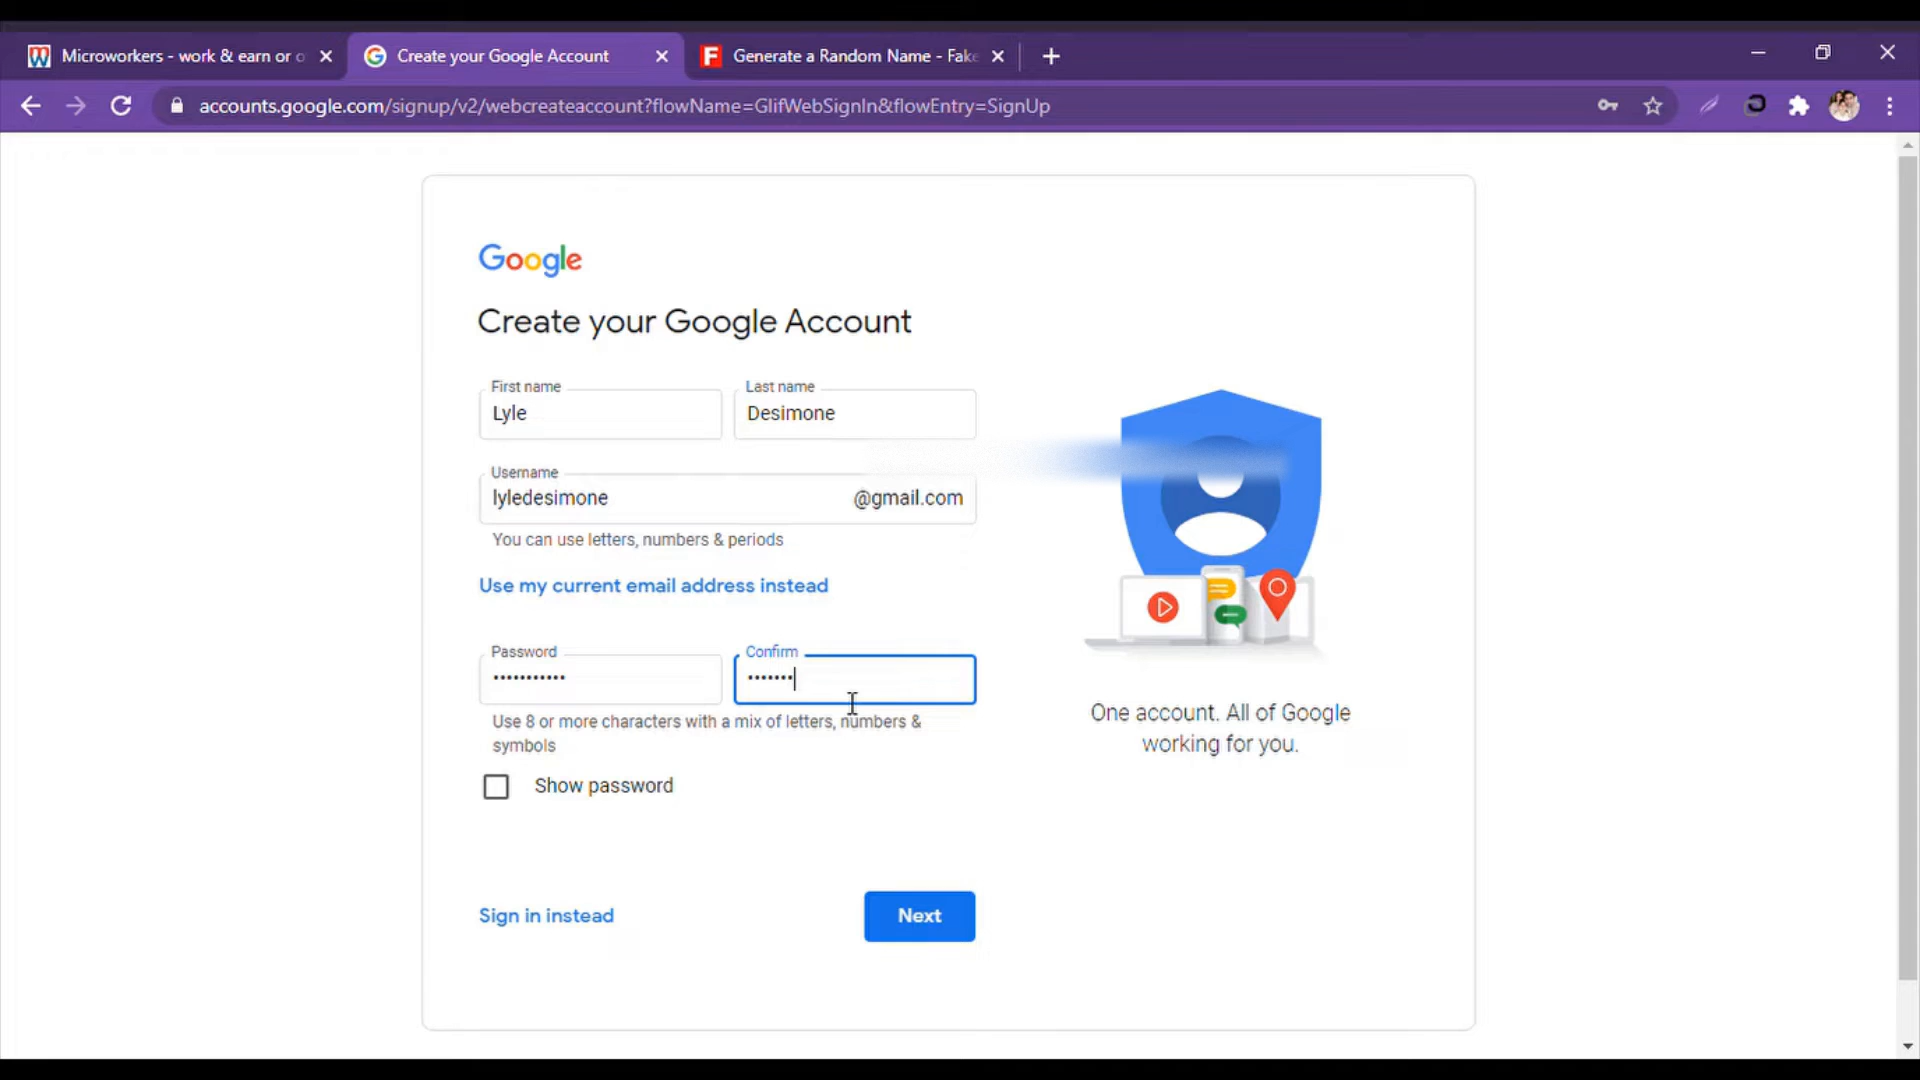 Microworkers - work & earn or o
Create your Google Account
Generate a Random Name - Fake
accounts.google.com/signup/v2/webcreateaccount?flowName=GlifWebSignIn&flowEntry=SignUp
Google
Create your Google Account
First name
Last name
Lyle
Desimone
Username
lyledesimone
@gmail.com
You can use letters, numbers & periods
Use my current email address instead
Password
Confirm
•••••••••••
•••••••
Use 8 or more characters with a mix of letters, numbers &
symbols
Show password
One account. All of Google
working for you.
Sign in instead
Next